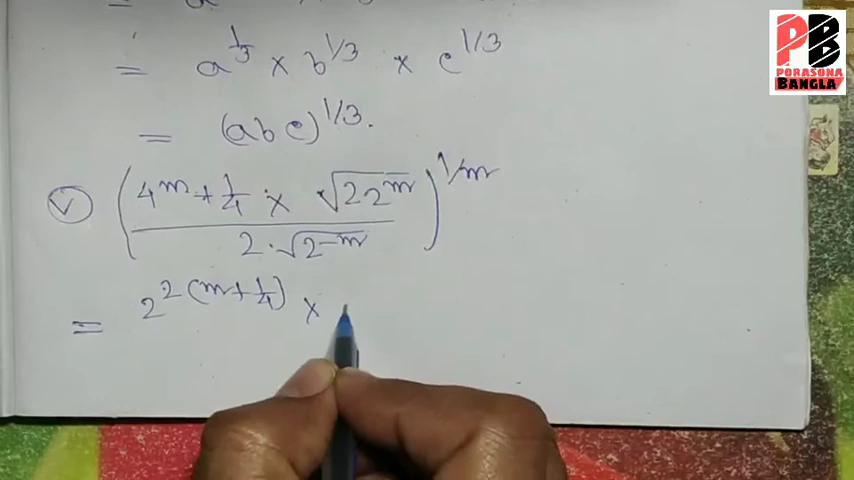 PB
PORASONA
BANGLA
= a^1/3 × b^1/3 × c^1/3
= (abc)^1/3.
(v) (4^m+1/4 × √2 2^m / 2·√2^-m)^1/m
= 2^2(m+1/4) ×